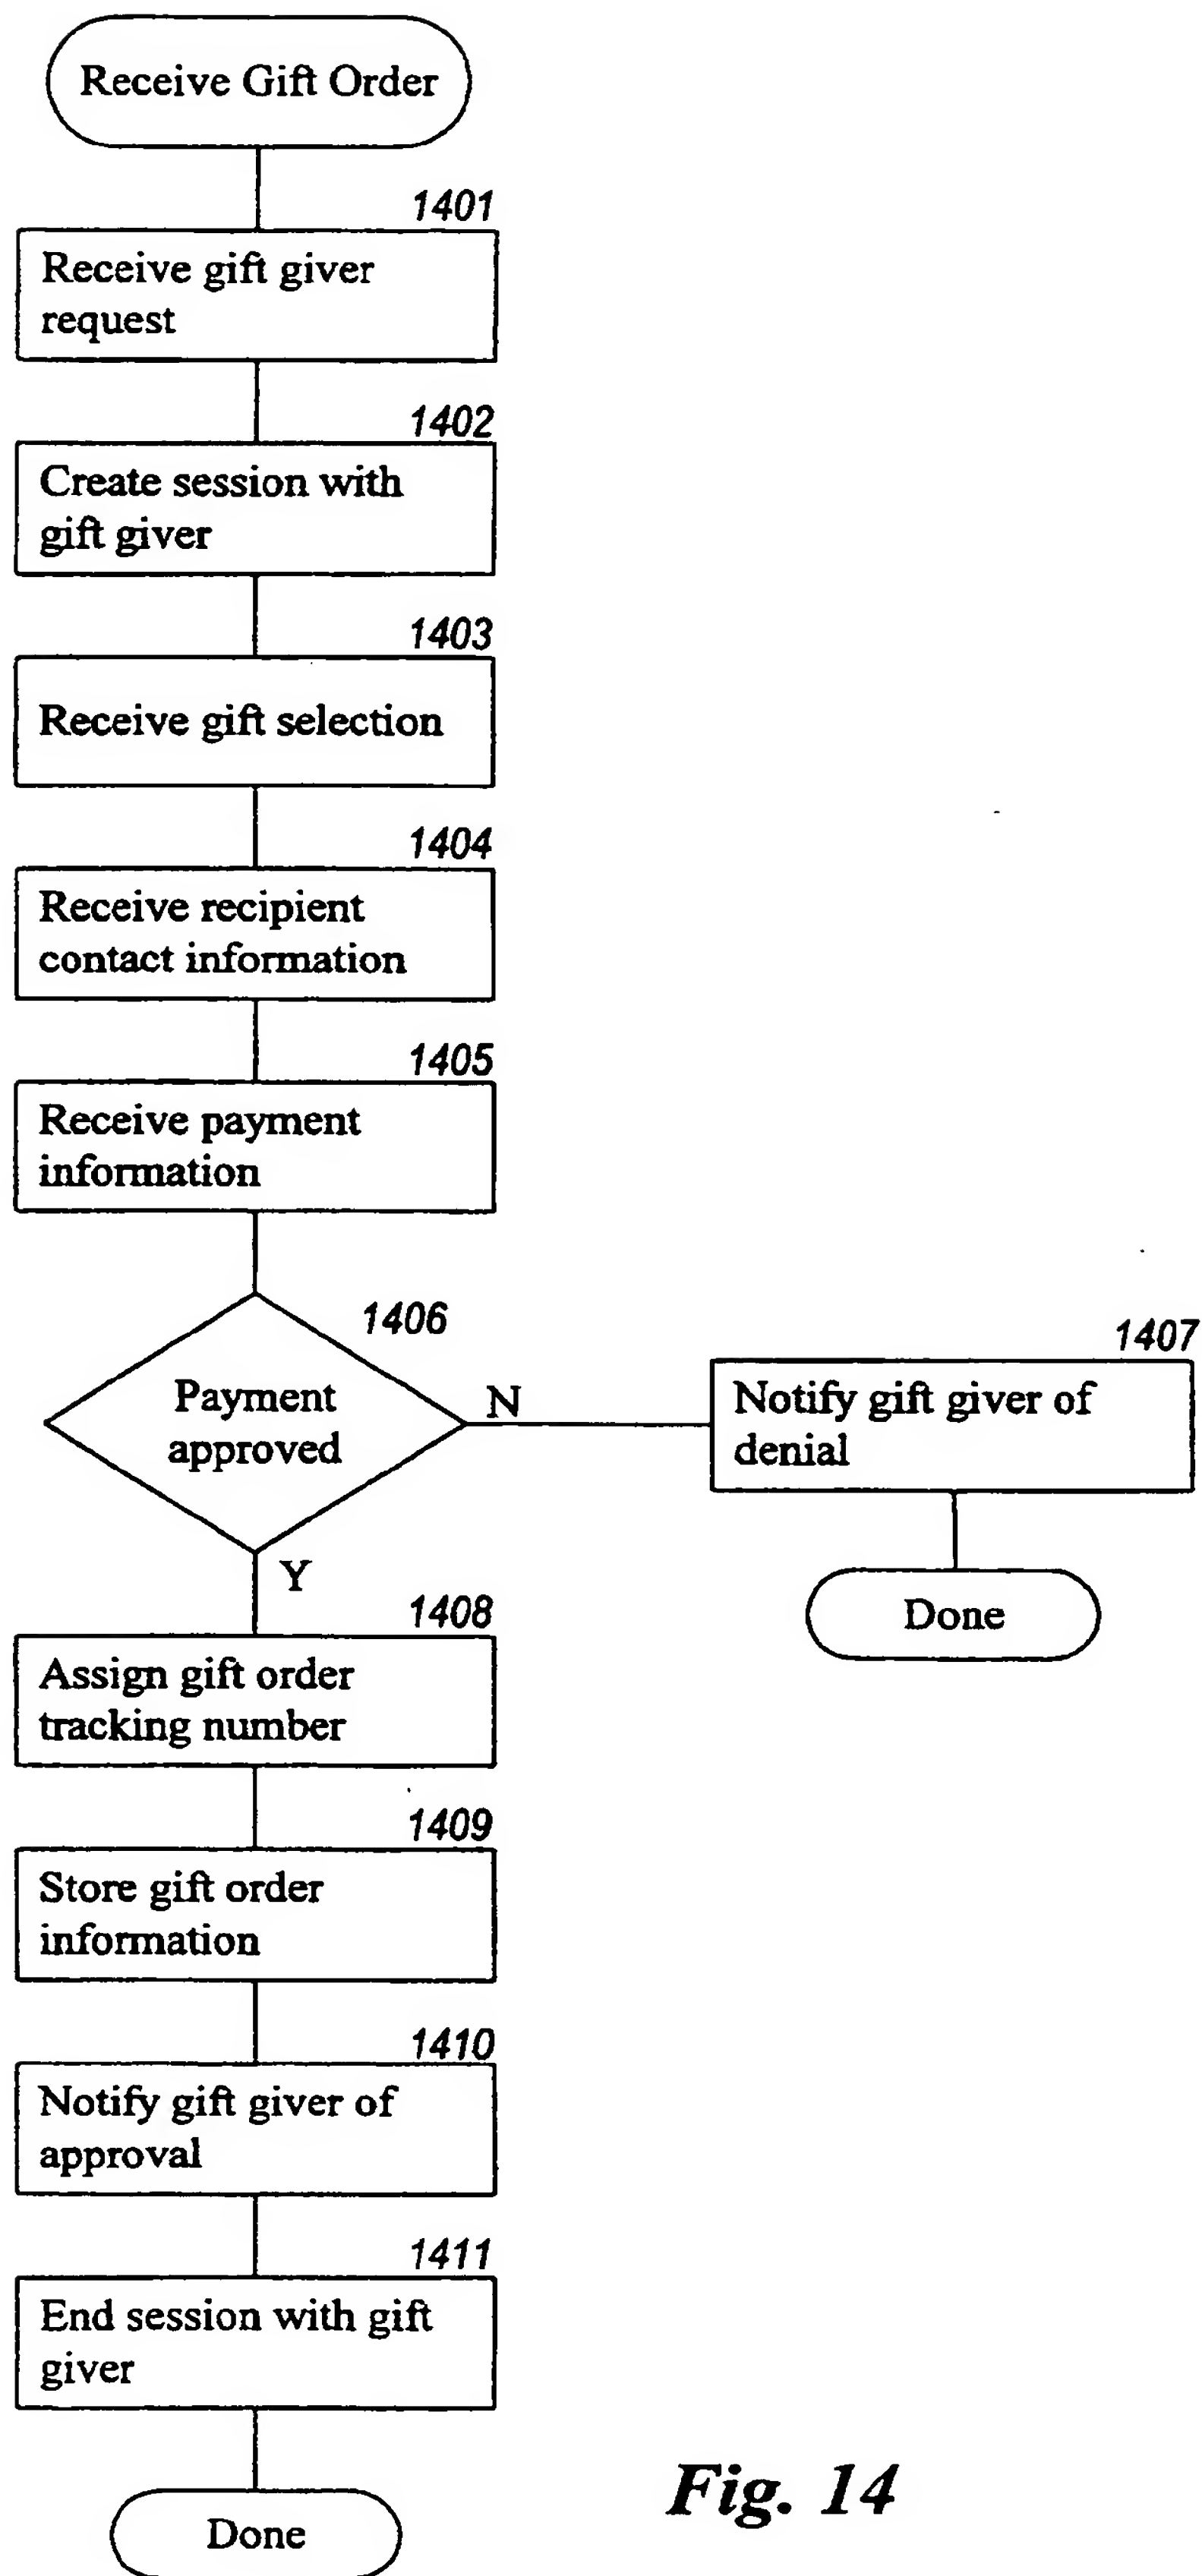 Receive Gift Order
1401
Receive gift giver
request
1402
Create session with
gift giver
1403
Receive gift selection
1404
Receive recipient
contact information
1405
Receive payment
information
1406
Payment
approved
N
1407
Notify gift giver of
denial
Done
Y
1408
Assign gift order
tracking number
1409
Store gift order
information
1410
Notify gift giver of
approval
1411
End session with gift
giver
Done
Fig. 14